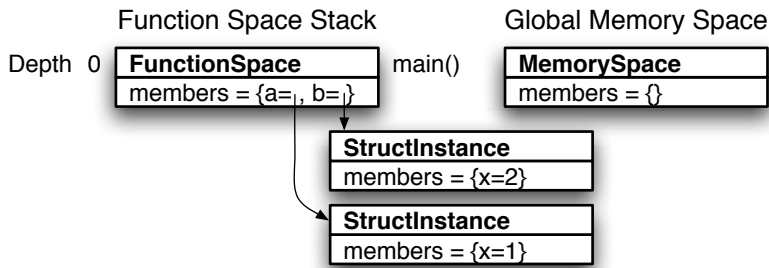 Function Space Stack
Global Memory Space
Depth 0
FunctionSpace
members = {a= , b= }
main()
MemorySpace
members = {}
StructInstance
members = {x=2}
StructInstance
members = {x=1}